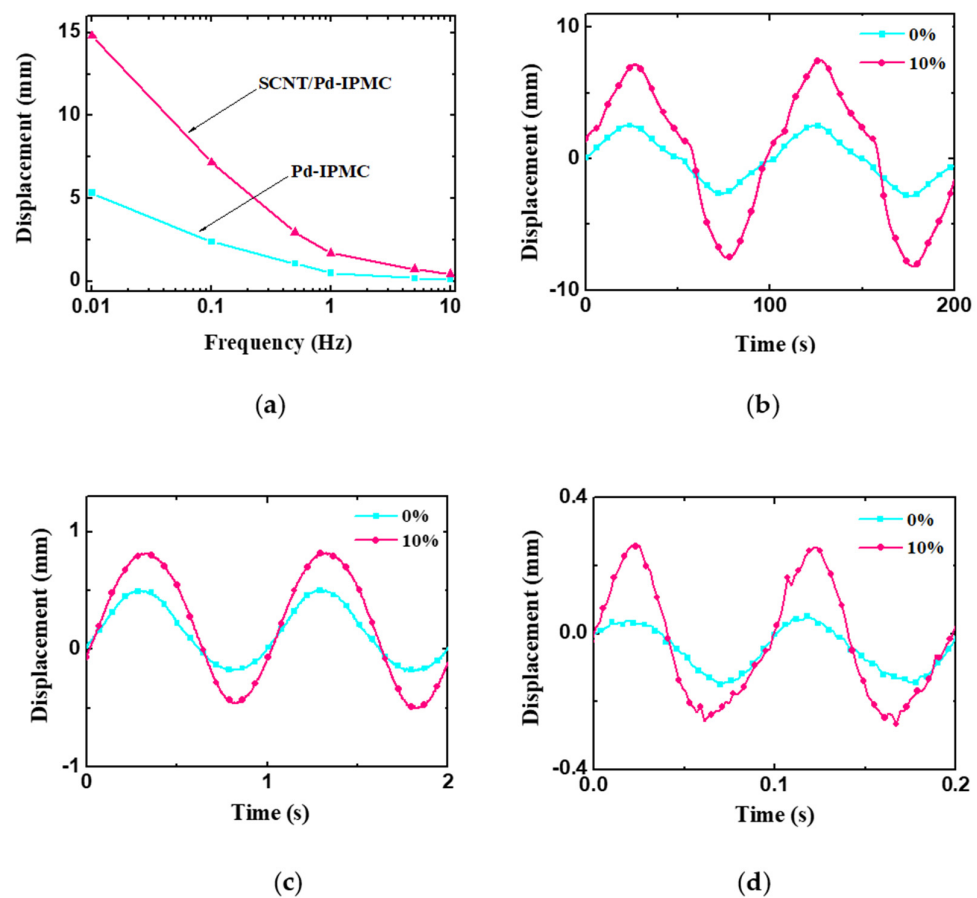 15
10
5
0
Displacement (mm)
SCNT/Pd-IPMC
Pd-IPMC
0.01 0.1 1 10
Frequency (Hz)
(a)
10
0
-10
Displacement (mm)
0%
10%
0 100 200
Time (s)
(b)
1
0
-1
Displacement (mm)
0%
10%
0 1 2
Time (s)
(c)
0.4
0.0
-0.4
Displacement (mm)
0%
10%
0.0 0.1 0.2
Time (s)
(d)